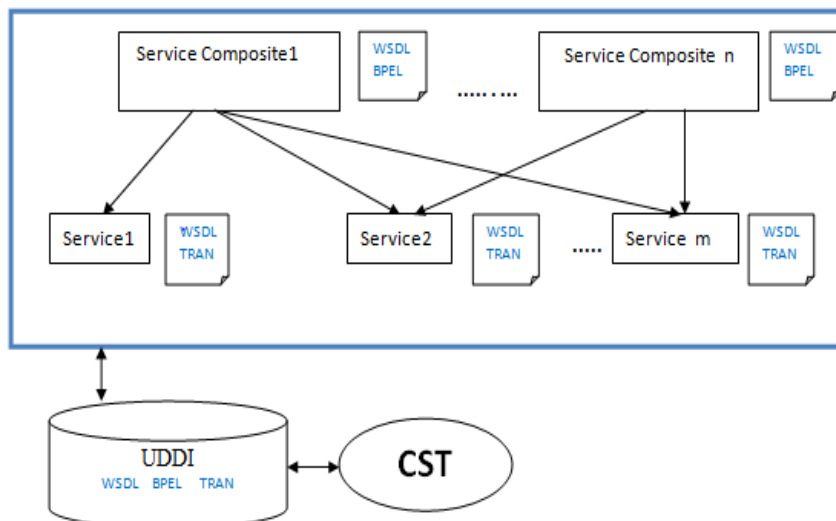 Service Composite1
WSDL
BPEL
..... . ...
Service Composite n
WSDL
BPEL
Service1
WSDL
TRAN
Service2
WSDL
TRAN
.....
Service m
WSDL
TRAN
UDDI
WSDL BPEL TRAN
CST